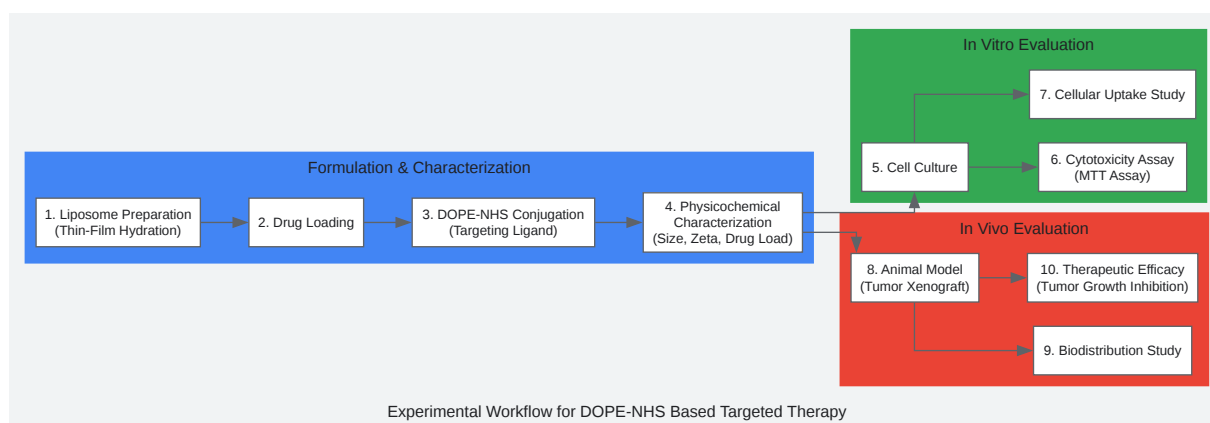 Formulation & Characterization
1. Liposome Preparation
(Thin-Film Hydration)
2. Drug Loading
3. DOPE-NHS Conjugation
(Targeting Ligand)
4. Physicochemical
Characterization
(Size, Zeta, Drug Load)
In Vitro Evaluation
7. Cellular Uptake Study
5. Cell Culture
6. Cytotoxicity Assay
(MTT Assay)
In Vivo Evaluation
8. Animal Model
(Tumor Xenograft)
10. Therapeutic Efficacy
(Tumor Growth Inhibition)
9. Biodistribution Study
Experimental Workflow for DOPE-NHS Based Targeted Therapy